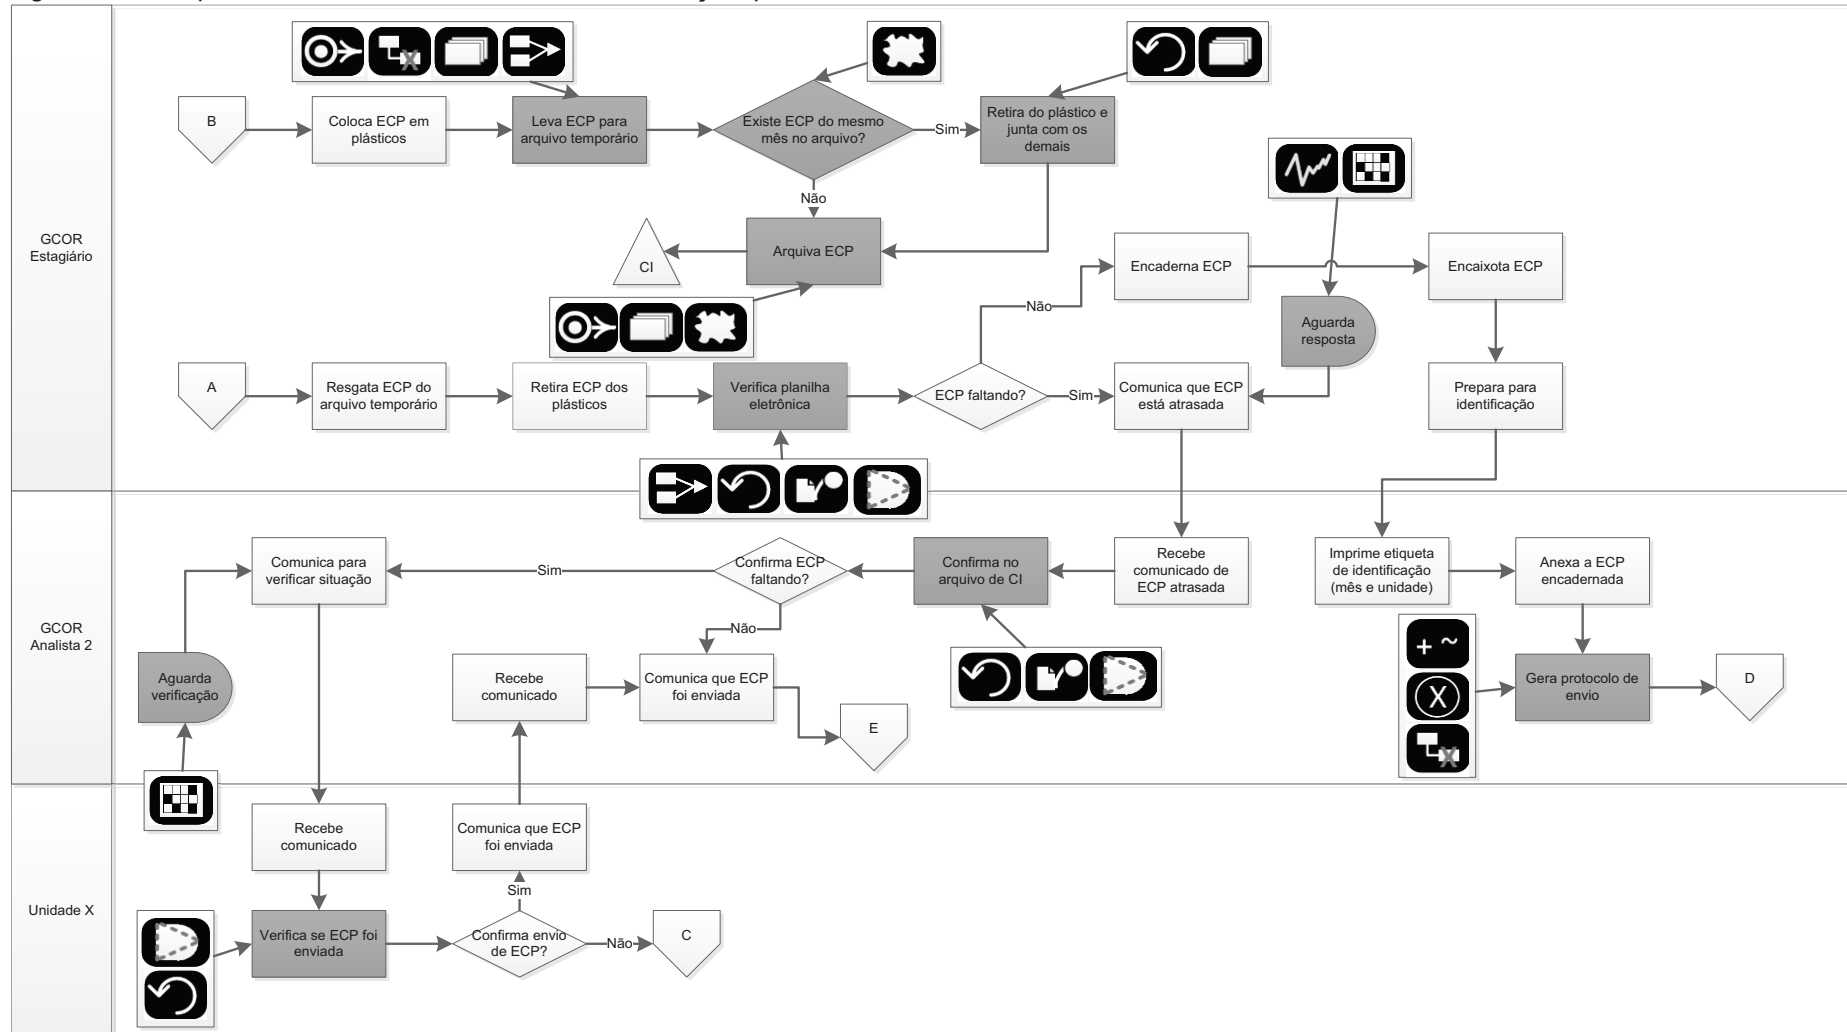 B
Coloca ECP em
plásticos
Leva ECP para
arquivo temporário
Existe ECP do mesmo
mês no arquivo?
Sim
Retira do plástico e
junta com os
demais
Não
GCOR
Estagiário
CI
Arquiva ECP
Encaderna ECP
Encaixota ECP
Não
Aguarda
resposta
A
Resgata ECP do
arquivo temporário
Retira ECP dos
plásticos
Verifica planilha
eletrônica
ECP faltando?
Sim
Comunica que ECP
está atrasada
Prepara para
identificação
GCOR
Analista 2
Comunica para
verificar situação
Sim
Confirma ECP
faltando?
Confirma no
arquivo de CI
Recebe
comunicado de
ECP atrasada
Imprime etiqueta
de identificação
(mês e unidade)
Anexa a ECP
encadernada
Não
Aguarda
verificação
Recebe
comunicado
Comunica que ECP
foi enviada
E
+ ~
X
X
Gera protocolo de
envio
D
Unidade X
Recebe
comunicado
Comunica que ECP
foi enviada
Sim
Verifica se ECP foi
enviada
Confirma envio
de ECP?
Não
C